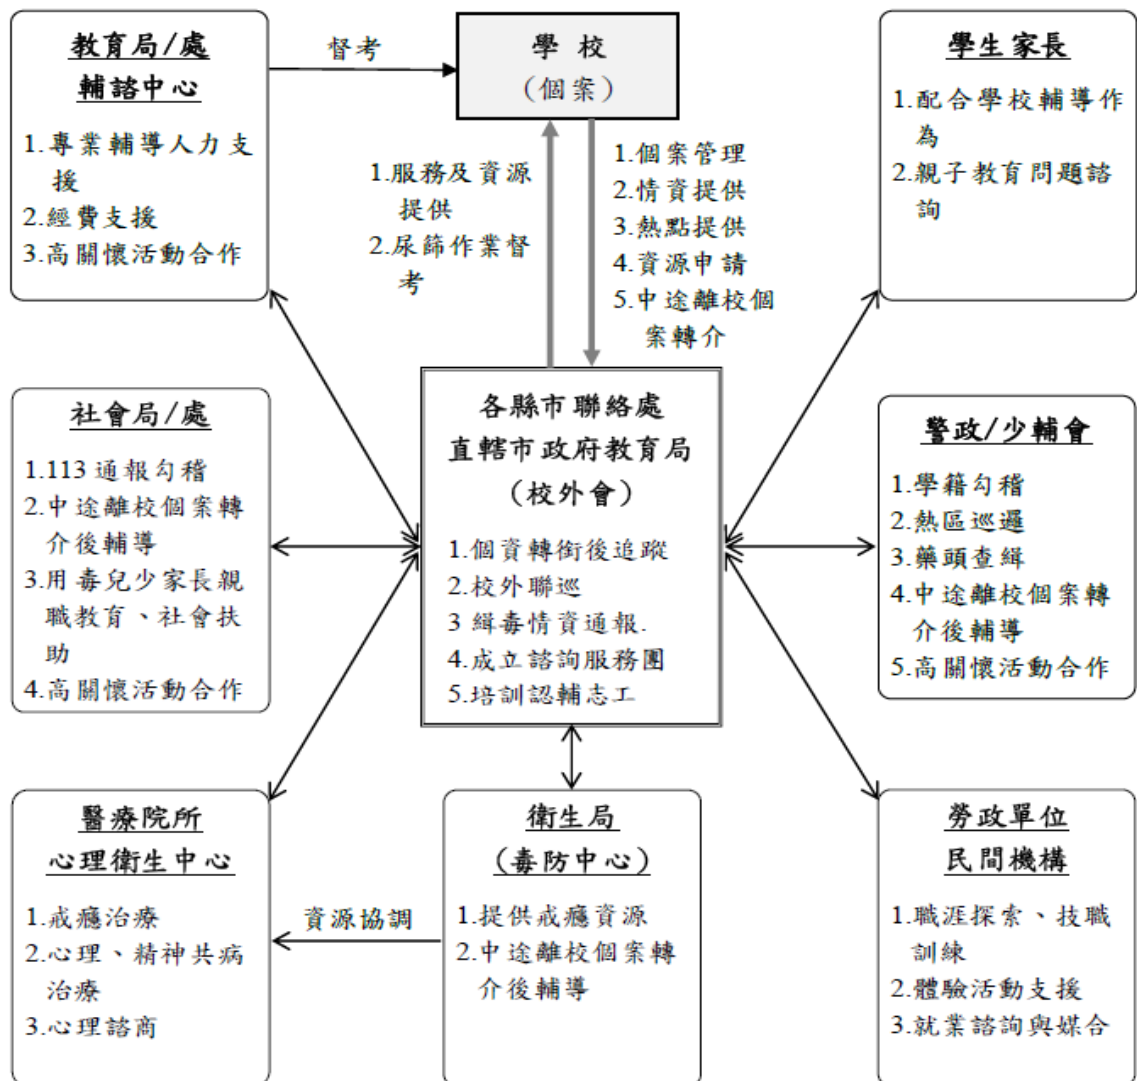 教育局/處
輔諮中心
1.專業輔導人力支
援
2.經費支援
3.高關懷活動合作
督考
學 校
（個案）
1.服務及資源
提供
2.尿篩作業督
考
1.個案管理
2.情資提供
3.熱點提供
4.資源申請
5.中途離校個
案轉介
學生家長
1.配合學校輔導作
為
2.親子教育問題諮
詢
社會局/處
1.113 通報勾稽
2.中途離校個案轉
介後輔導
3.用毒兒少家長親
職教育、社會扶
助
4.高關懷活動合作
各縣市聯絡處
直轄市政府教育局
（校外會）
1.個資轉銜後追蹤
2.校外聯巡
3 緝毒情資通報.
4.成立諮詢服務團
5.培訓認輔志工
警政/少輔會
1.學籍勾稽
2.熱區巡邏
3.藥頭查緝
4.中途離校個案轉
介後輔導
5.高關懷活動合作
醫療院所
心理衛生中心
1.戒癮治療
2.心理、精神共病
治療
3.心理諮商
資源協調
衛生局
(毒防中心)
1.提供戒癮資源
2.中途離校個案轉
介後輔導
勞政單位
民間機構
1.職涯探索、技職
訓練
2.體驗活動支援
3.就業諮詢與媒合